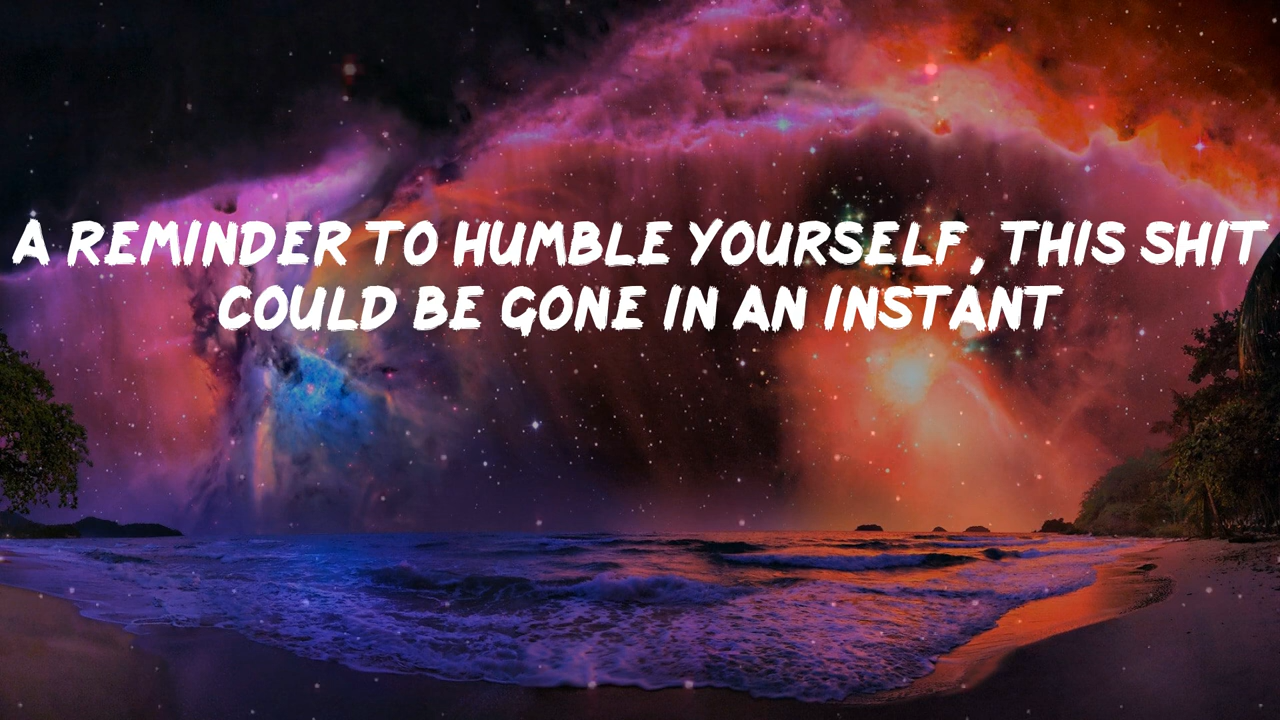 A REMINDER TO HUMBLE YOURSELF, THIS SHIT
COULD BE GONE IN AN INSTANT